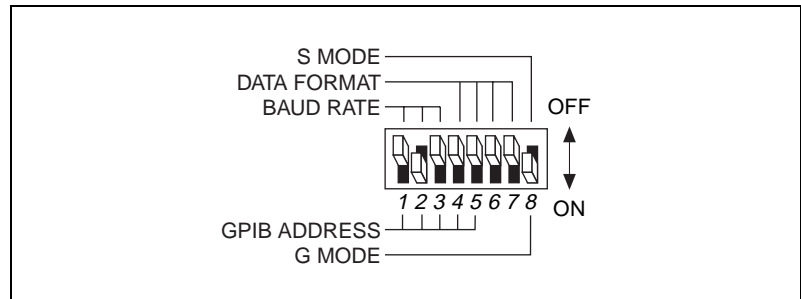 S MODE
DATA FORMAT
BAUD RATE
OFF
1 2 3 4 5 6 7 8
ON
GPIB ADDRESS
G MODE